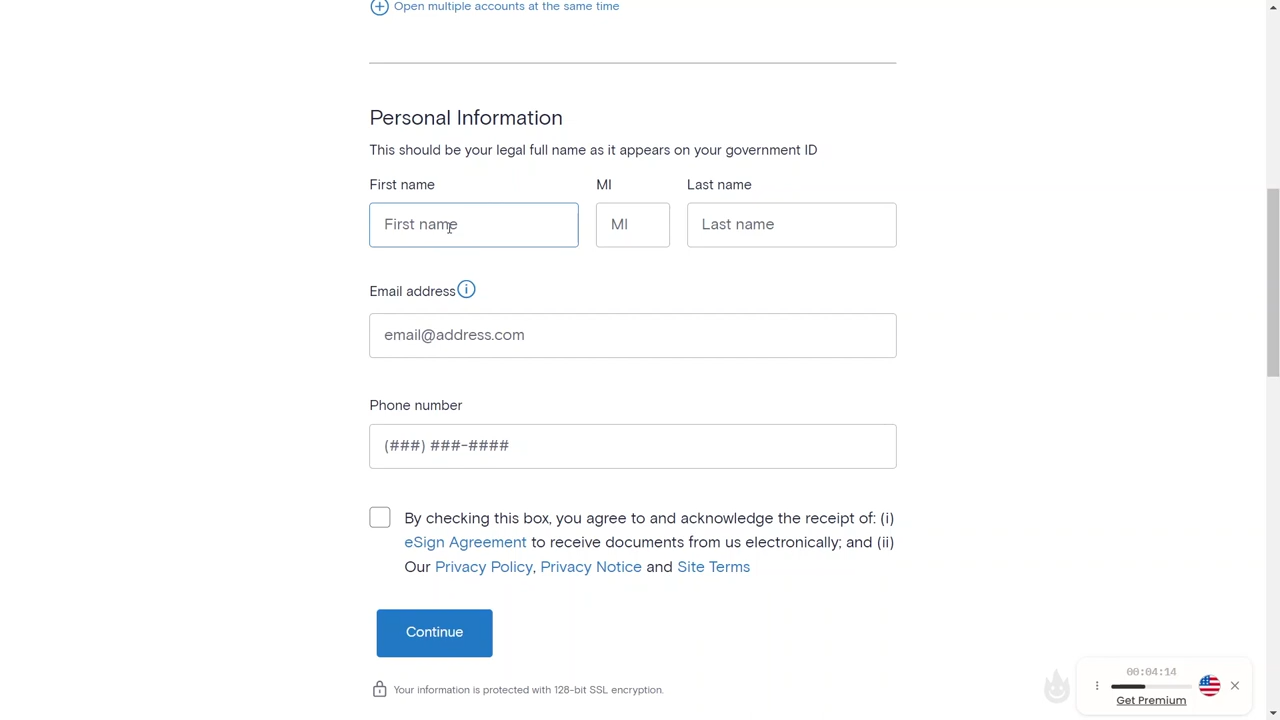 Open multiple accounts at the same time
Personal Information
This should be your legal full name as it appears on your government ID
First name MI Last name
First name MI Last name
Email address
email@address.com
Phone number
(###) ###-####
By checking this box, you agree to and acknowledge the receipt of: (i)
eSign Agreement to receive documents from us electronically; and (ii)
Our Privacy Policy, Privacy Notice and Site Terms
Continue
Your information is protected with 128-bit SSL encryption.
00:04:14
Get Premium